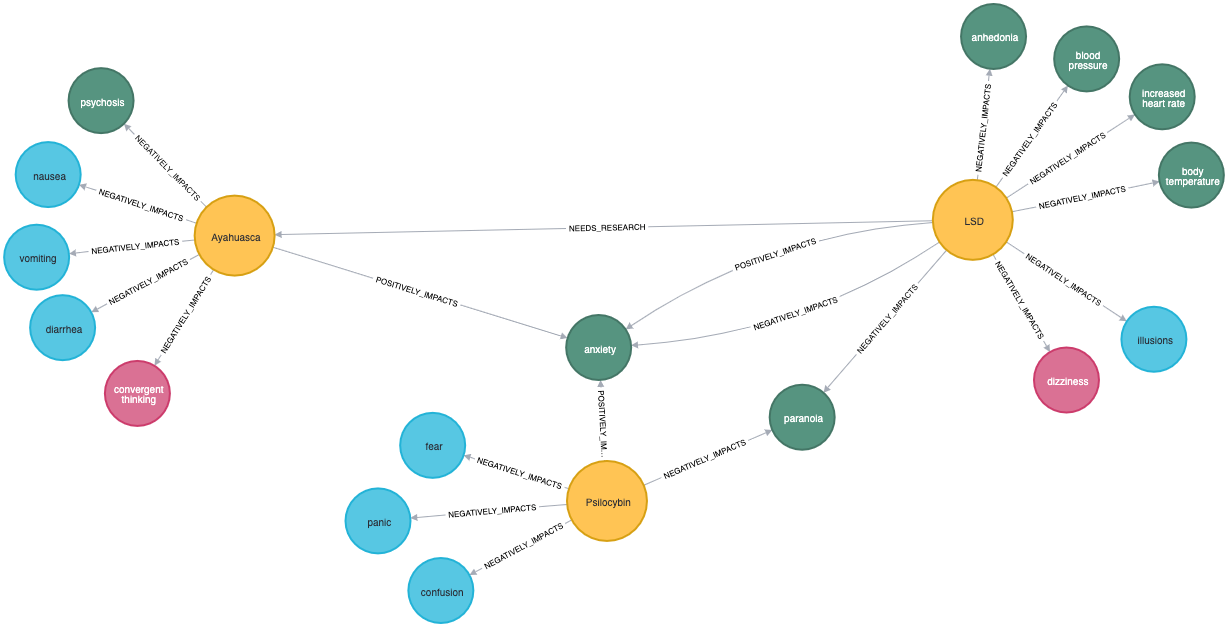 anhedonia
blood
pressure
increased
heart rate
body
temperature
psychosis
nausea
vomiting
diarrhea
convergent
thinking
Ayahuasca
LSD
anxiety
paranoia
illusions
dizziness
fear
panic
confusion
Psilocybin
NEGATIVELY_IMPACTS
NEGATIVELY_IMPACTS
NEGATIVELY_IMPACTS
NEGATIVELY_IMPACTS
NEGATIVELY_IMPACTS
NEGATIVELY_IMPACTS
NEGATIVELY_IMPACTS
NEGATIVELY_IMPACTS
NEGATIVELY_IMPACTS
NEEDS_RESEARCH
POSITIVELY_IMPACTS
POSITIVELY_IMPACTS
NEGATIVELY_IMPACTS
NEGATIVELY_IMPACTS
NEGATIVELY_IMPACTS
NEGATIVELY_IMPACTS
POSITIVELY_IM...
NEGATIVELY_IMPACTS
NEGATIVELY_IMPACTS
NEGATIVELY_IMPACTS
NEGATIVELY_IMPACTS